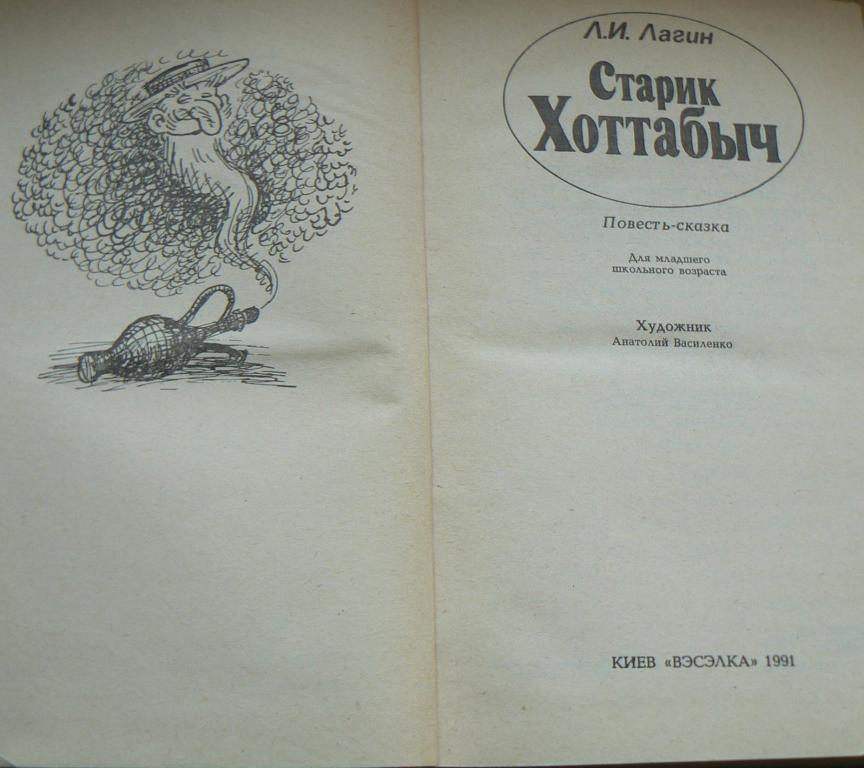 Л.И. Лагин
Старик
Хоттабыч
Повесть-сказка
Для младшего
школьного возраста
Художник
Анатолий Василенко
КИЕВ «ВЭСЭЛКА» 1991